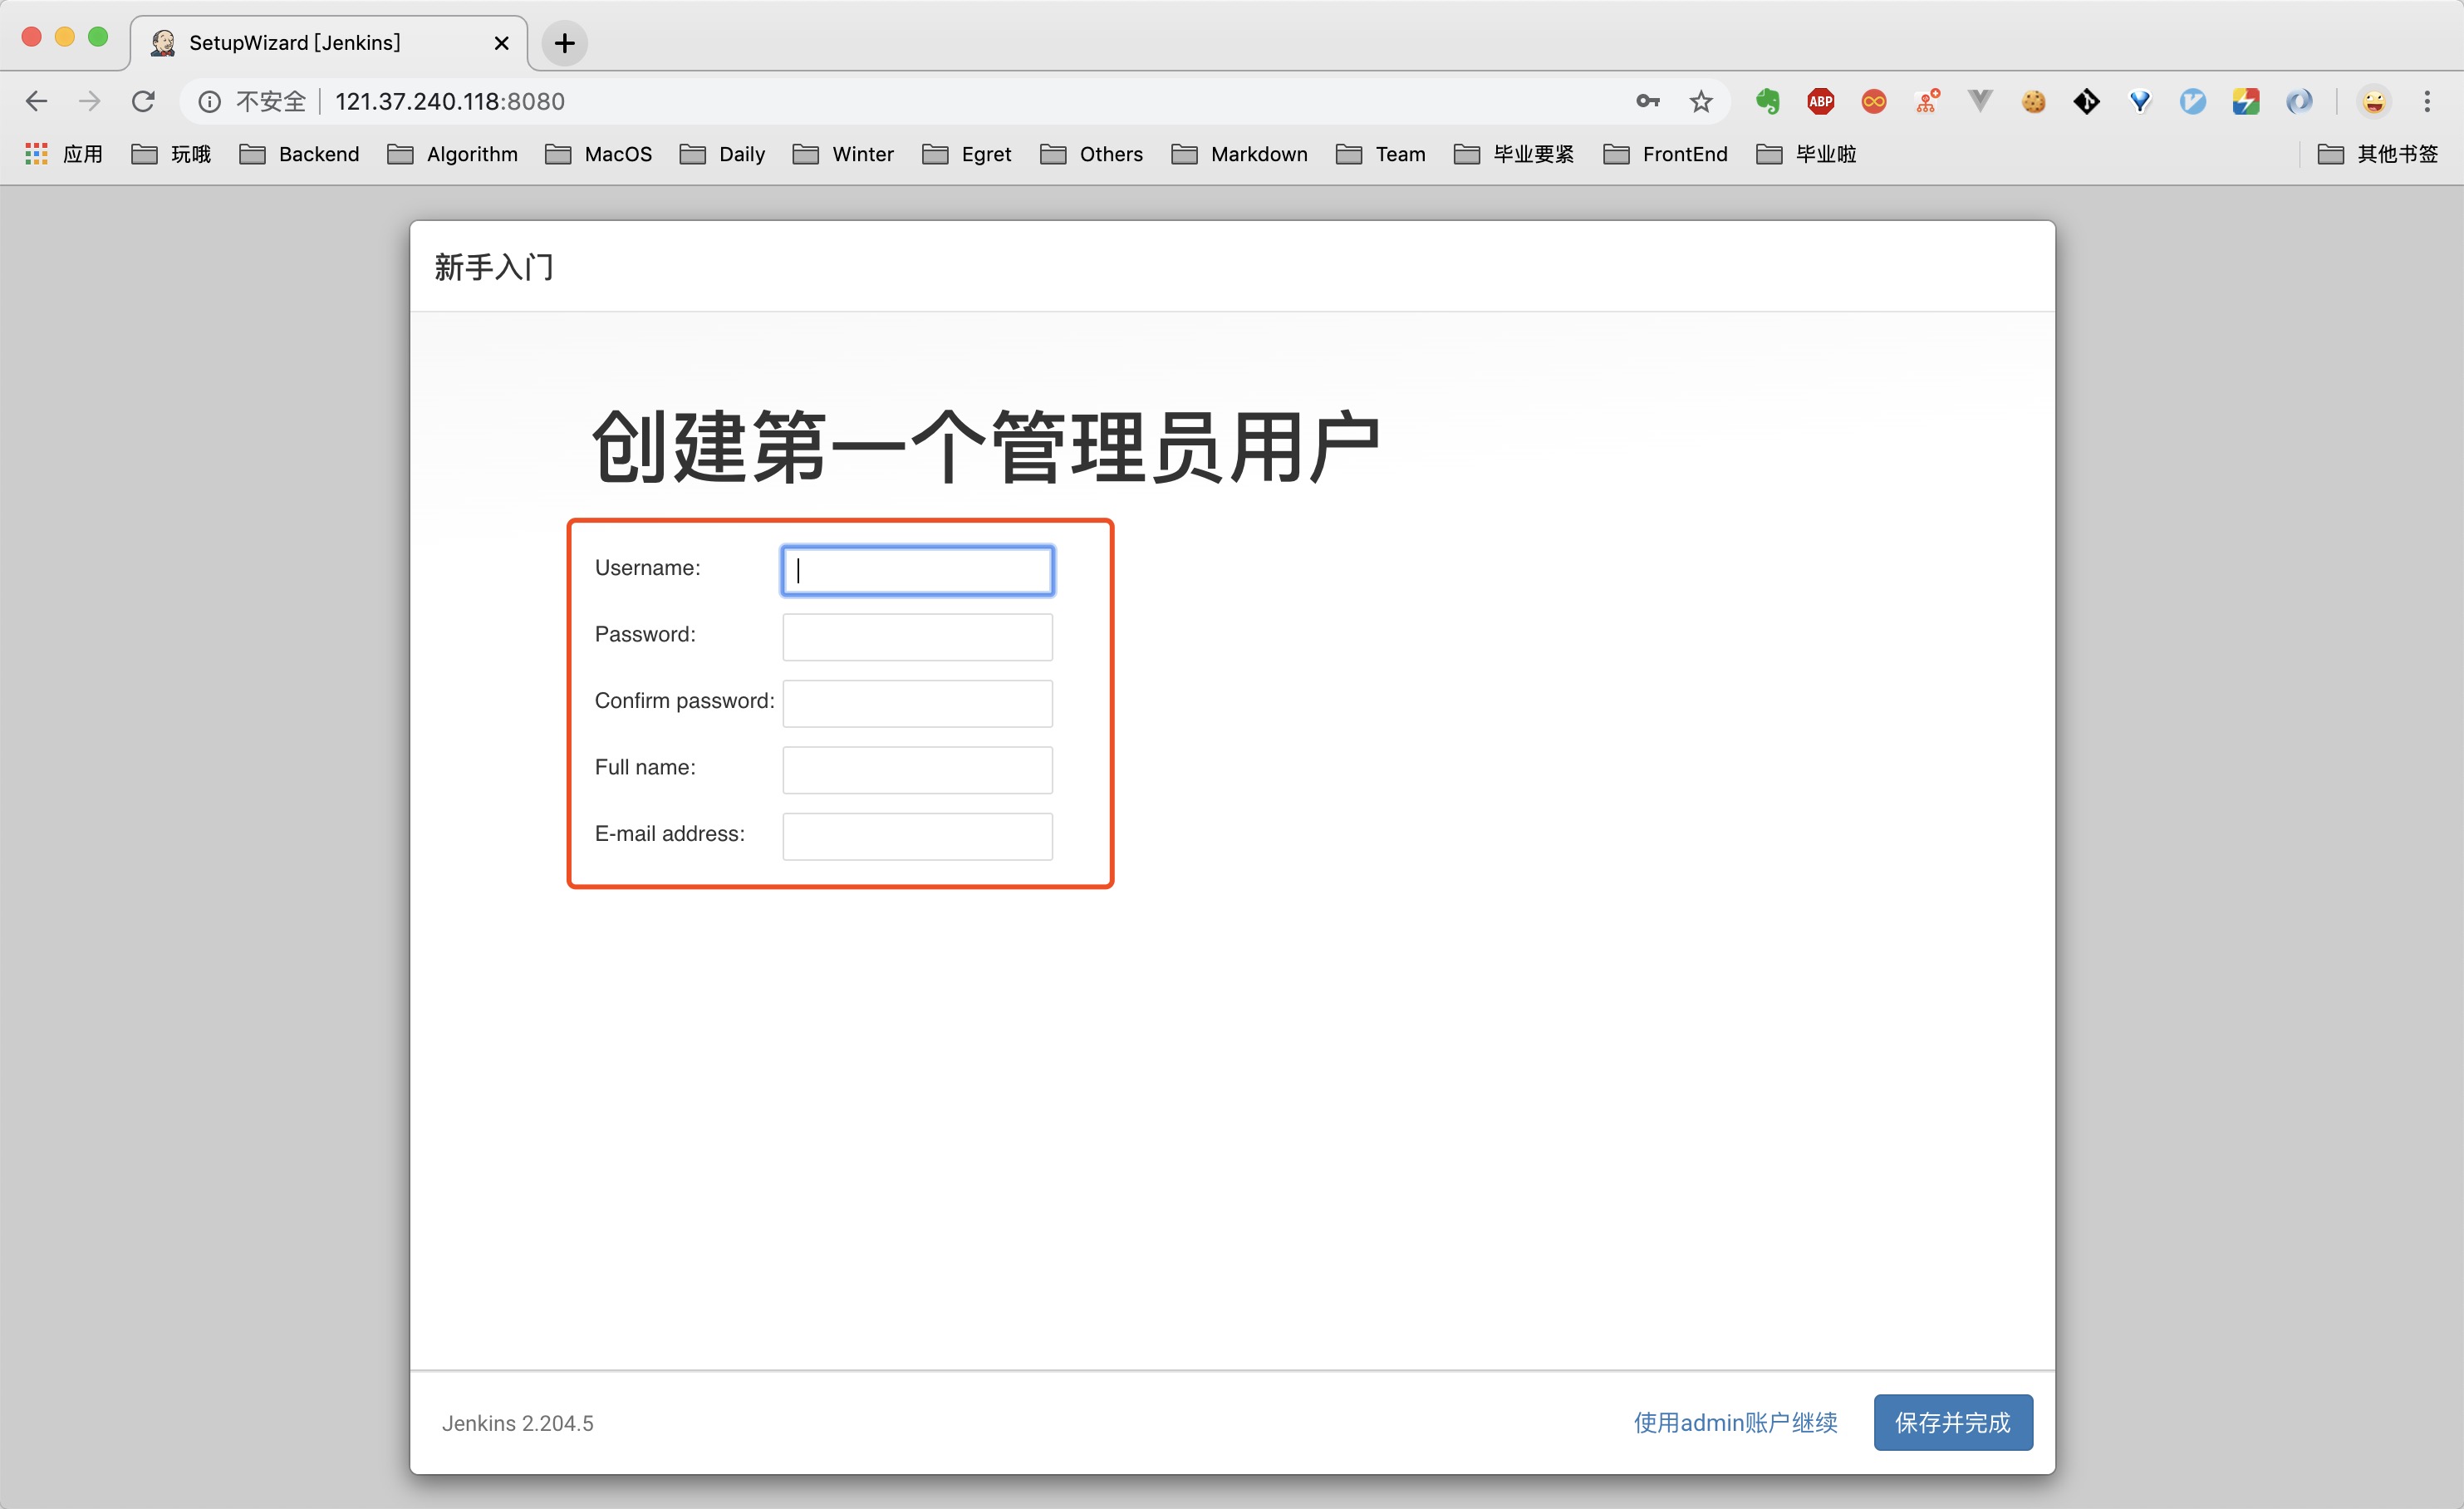 SetupWizard [Jenkins]
不安全 121.37.240.118:8080
ABP
应用 玩哦 Backend Algorithm MacOS Daily Winter Egret Others Markdown Team 毕业要紧 FrontEnd 毕业啦 其他书签
新手入门
创建第一个管理员用户
Username:
Password:
Confirm password:
Full name:
E-mail address:
Jenkins 2.204.5 使用admin账户继续 保存并完成